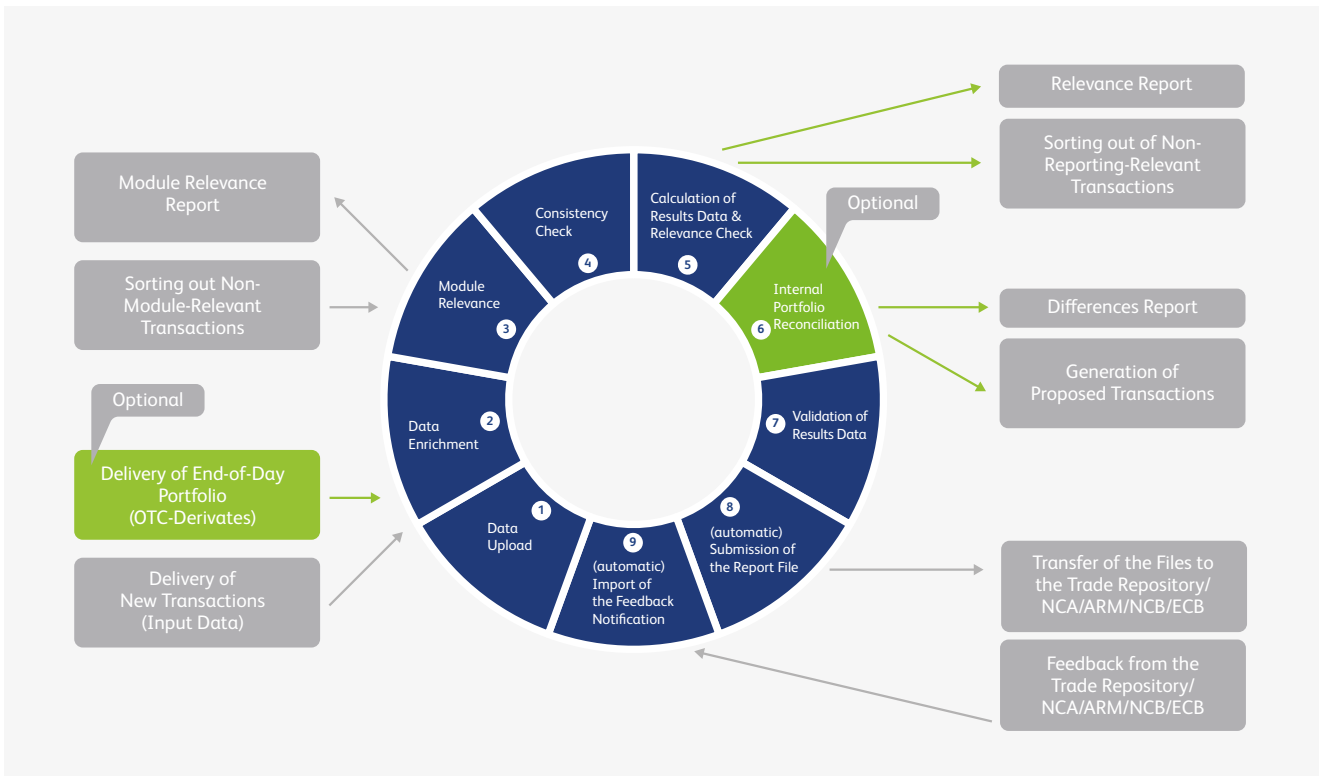 Module Relevance
Report
Sorting out Non-
Module-Relevant
Transactions
Optional
Delivery of End-of-Day
Portfolio
(OTC-Derivates)
Delivery of
New Transactions
(Input Data)
1
Data
Upload
2
Data
Enrichment
3
Module
Relevance
4
Consistency
Check
5
Calculation of
Results Data &
Relevance Check
6
Internal
Portfolio
Reconciliation
Optional
7
Validation of
Results Data
8
(automatic)
Submission of
the Report File
9
(automatic)
Import of
the Feedback
Notification
Relevance Report
Sorting out of Non-
Reporting-Relevant
Transactions
Differences Report
Generation of
Proposed Transactions
Transfer of the Files to
the Trade Repository/
NCA/ARM/NCB/ECB
Feedback from the
Trade Repository/
NCA/ARM/NCB/ECB